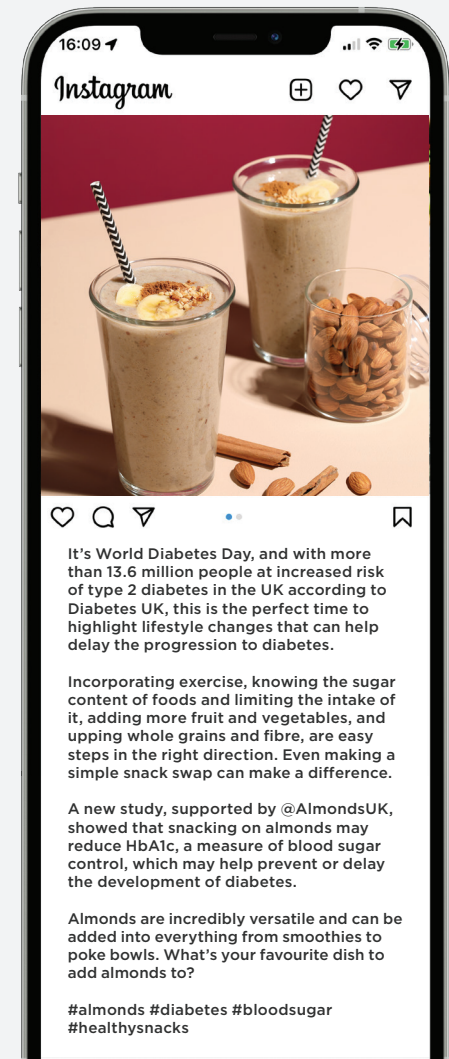 16:09
Instagram
It's World Diabetes Day, and with more
than 13.6 million people at increased risk
of type 2 diabetes in the UK according to
Diabetes UK, this is the perfect time to
highlight lifestyle changes that can help
delay the progression to diabetes.
Incorporating exercise, knowing the sugar
content of foods and limiting the intake of
it, adding more fruit and vegetables, and
upping whole grains and fibre, are easy
steps in the right direction. Even making a
simple snack swap can make a difference.
A new study, supported by @AlmondsUK,
showed that snacking on almonds may
reduce HbA1c, a measure of blood sugar
control, which may help prevent or delay
the development of diabetes.
Almonds are incredibly versatile and can be
added into everything from smoothies to
poke bowls. What's your favourite dish to
add almonds to?
#almonds #diabetes #bloodsugar
#healthysnacks